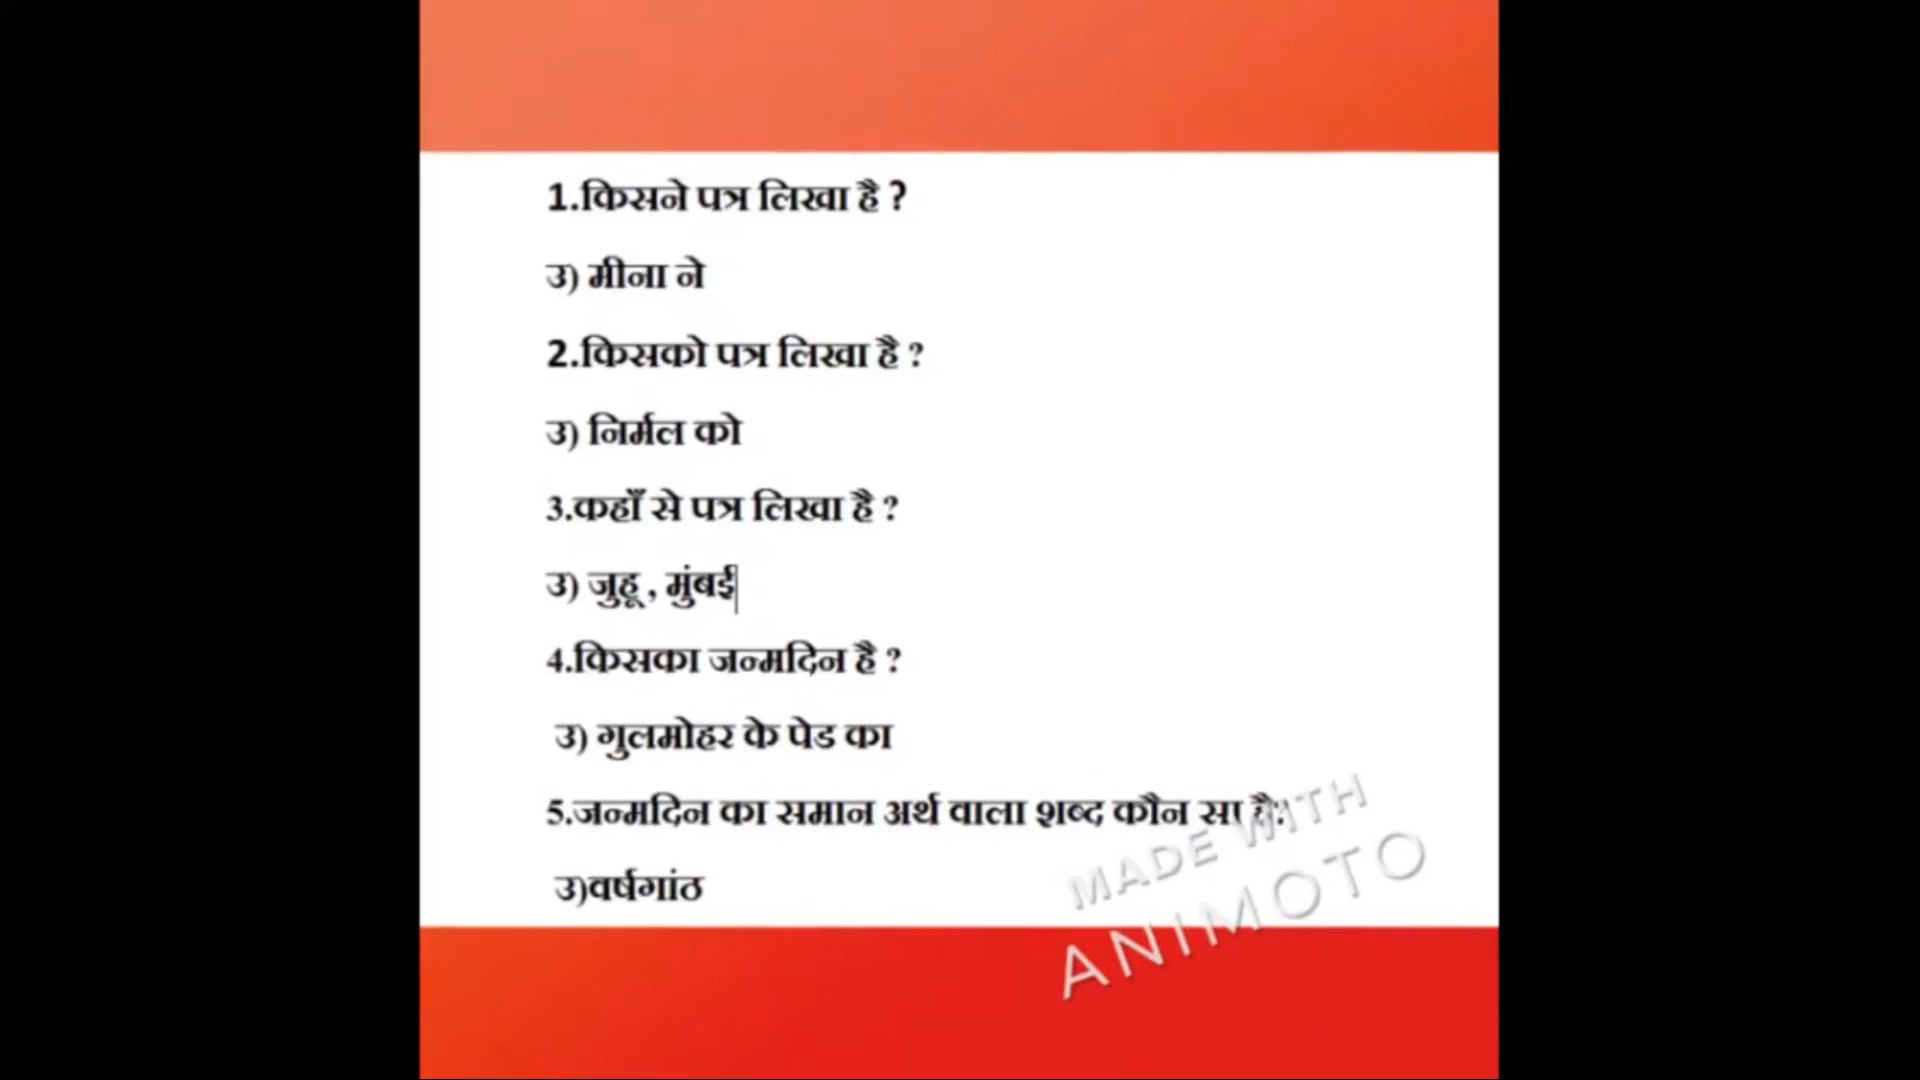 1.किसने पत्र लिखा है ?
उ) मीना ने
2.किसको पत्र लिखा है ?
उ) निर्मल को
3.कहाँ से पत्र लिखा है ?
उ) जुहू , मुंबई
4.किसका जन्मदिन है ?
उ) गुलमोहर के पेड का
5.जन्मदिन का समान अर्थ वाला शब्द कौन सा है?
उ)वर्षगांठ
MADE WITH
ANIMOTO